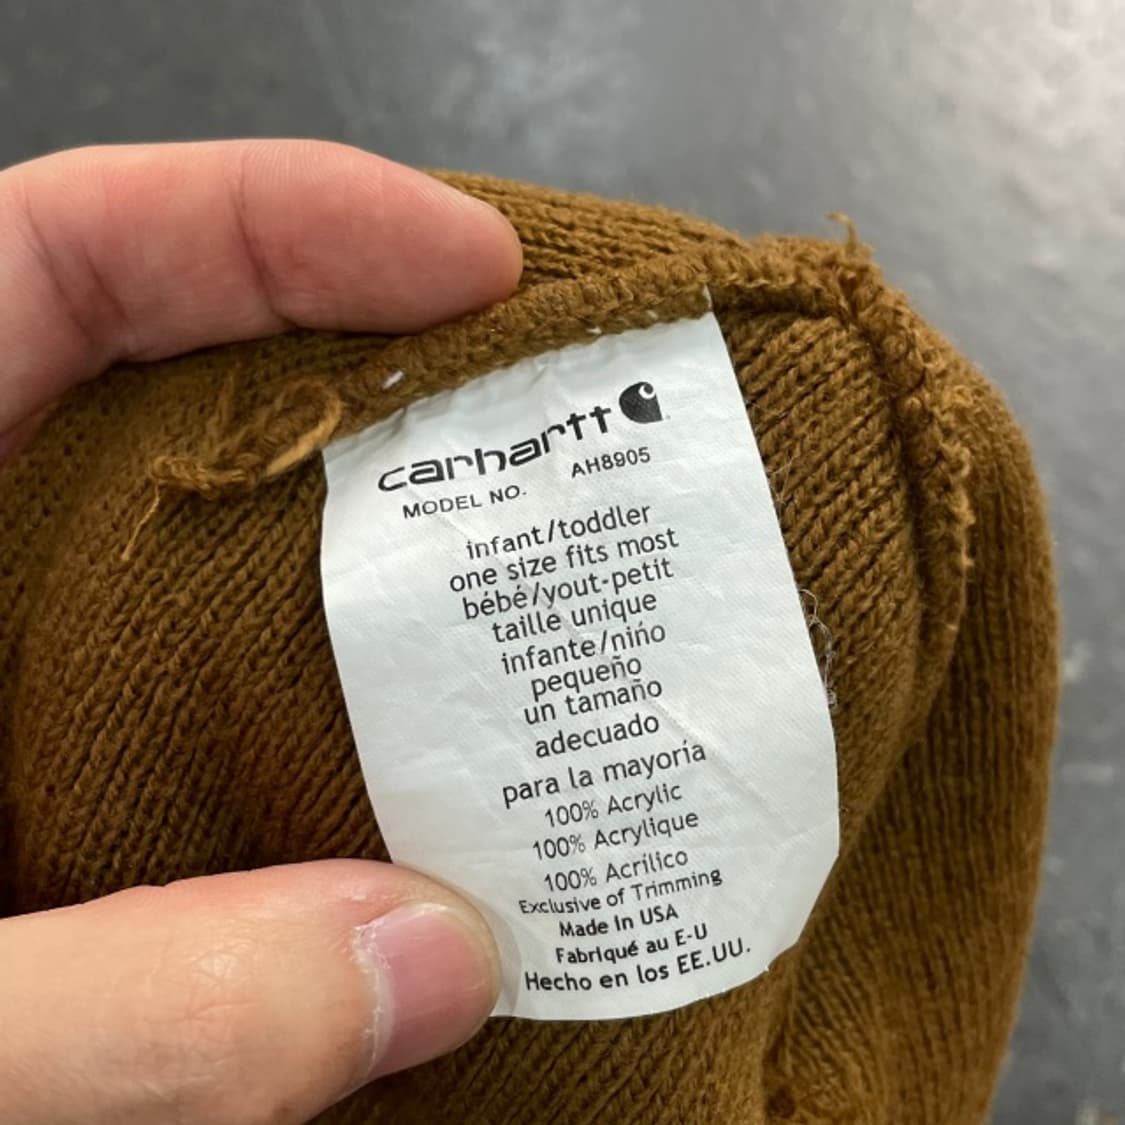 carhartt
MODEL NO. AH8905
infant/toddler
one size fits most
bébé/yout-petit
taille unique
infante/nińo
pequeño
un tamaño
adecuado
para la mayoría
100% Acrylic
100% Acrylique
100% Acrilico
Exclusive of Trimming
Made In USA
Fabriqué au E-U
Hecho en los EE.UU.